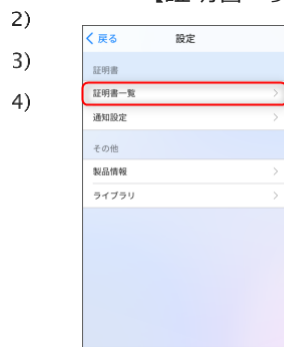 2)
3)
4)
戻る 設定
証明書
証明書一覧
通知設定
その他
製品情報
ライブラリ